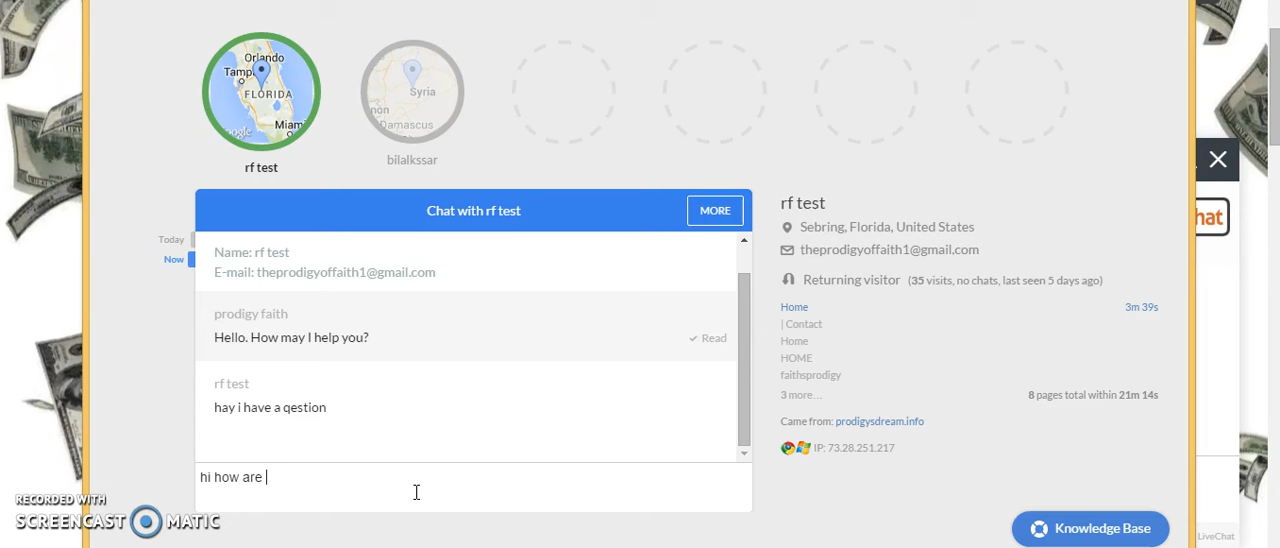 Orlando
Tamp
FLORIDA
Miami
oogle
rf test
Syria
non
Damascus
bilalkssar
Chat with rf test
MORE
Today
Now
Name: rf test
E-mail: theprodigyoffaith1@gmail.com
prodigy faith
Hello. How may I help you?
Read
rf test
hay i have a qestion
hi how are
rf test
Sebring, Florida, United States
theprodigyoffaith1@gmail.com
Returning visitor (35 visits, no chats, last seen 5 days ago)
Home 3m 39s
| Contact
Home
HOME
faithsprodigy
3 more... 8 pages total within 21m 14s
Came from: prodigysdream.info
IP: 73.28.251.217
hat
Knowledge Base
LiveChat
RECORDED WITH
SCREENCAST MATIC